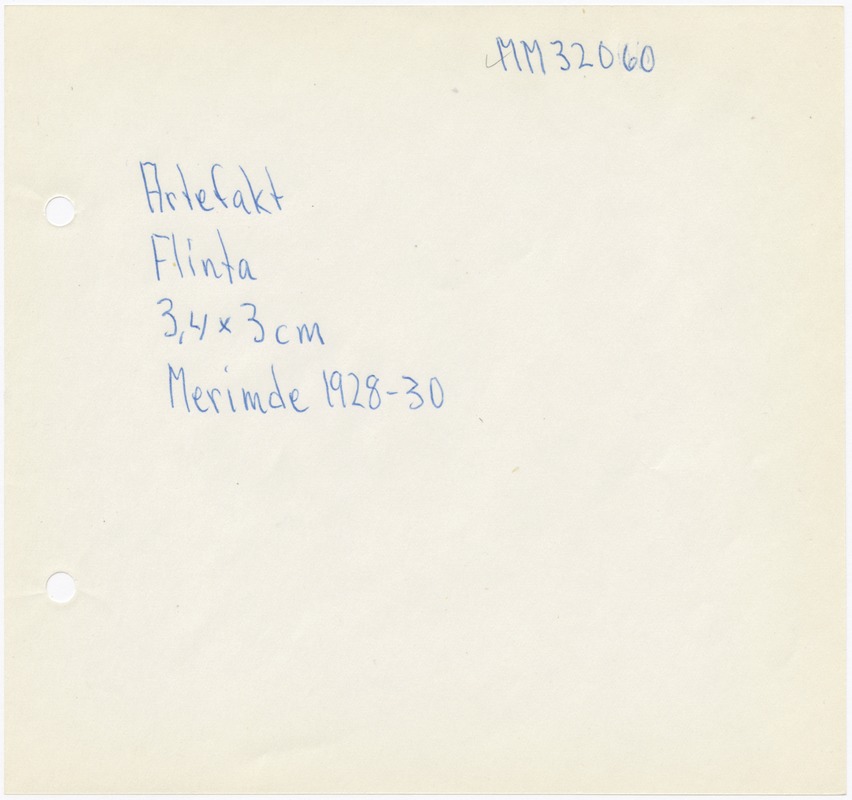 MM32060
Artefakt
Flinta
3,4 x 3 cm
Merimde 1928-30